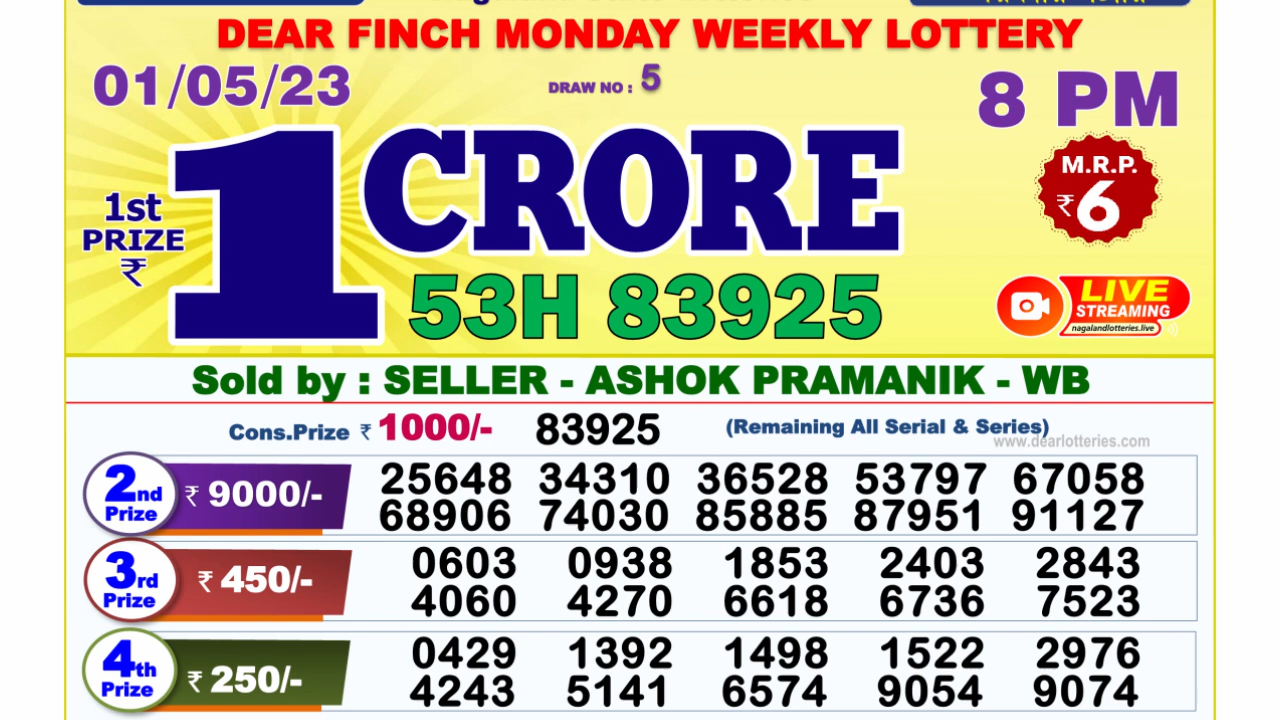 DEAR FINCH MONDAY WEEKLY LOTTERY
01/05/23
DRAW NO : 5
8 PM
1st
PRIZE
₹
1 CRORE
M.R.P.
₹6
53H 83925
LIVE
STREAMING
nagalandlotteries.live
Sold by : SELLER - ASHOK PRAMANIK - WB
Cons.Prize ₹ 1000/- 83925 (Remaining All Serial & Series)
www.dearlotteries.com
2nd Prize ₹ 9000/-
25648 34310 36528 53797 67058
68906 74030 85885 87951 91127
3rd Prize ₹ 450/-
0603 0938 1853 2403 2843
4060 4270 6618 6736 7523
4th Prize ₹ 250/-
0429 1392 1498 1522 2976
4243 5141 6574 9054 9074